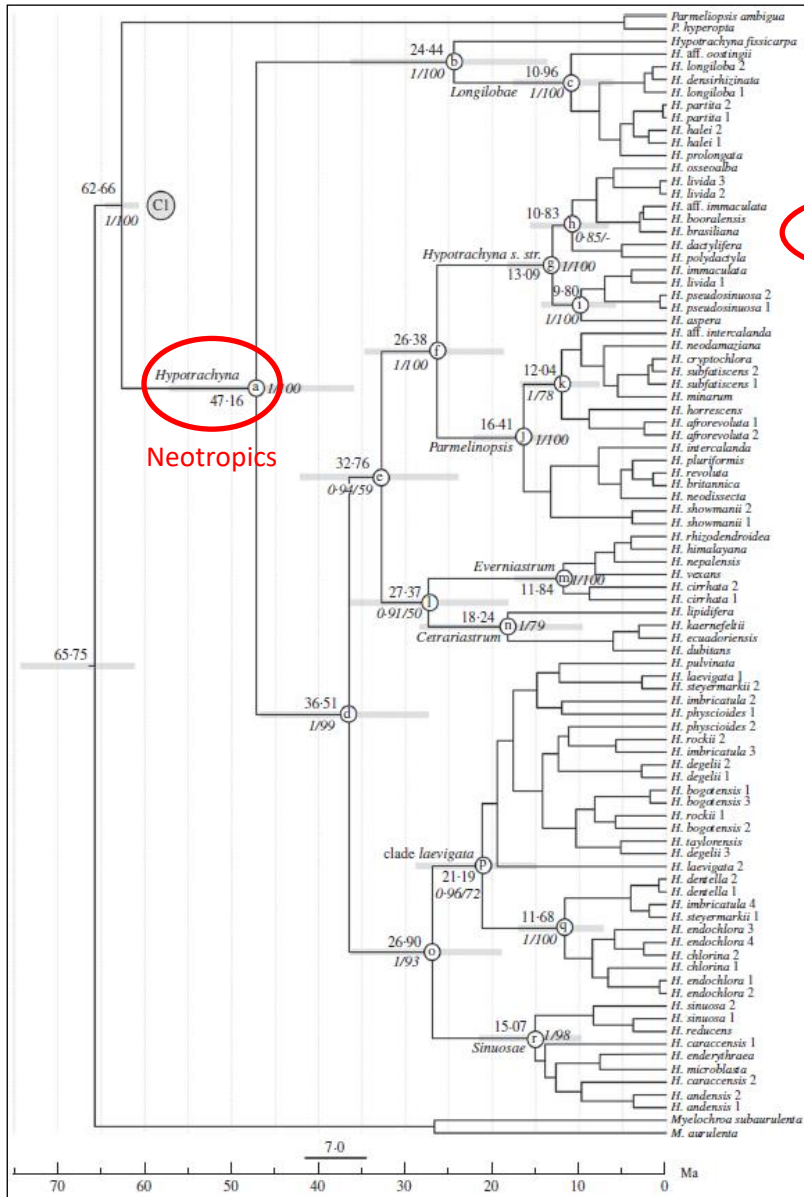 Parmeliopsis ambigua
P. hyperopta
Hypotrachyna fissicarpa
24·44
b
1/100
H. aff. oostingii
H. longiloba 2
10·96
c
Longilobae
1/100
H. densirhizinata
H. longiloba 1
H. partita 2
H. partita 1
H. halei 2
H. halei 1
H. prolongata
H. osseoalba
62·66
C1
1/100
H. livida 3
H. livida 2
H. aff. immaculata
10·83
h
0·85/-
H. booralensis
H. brasiliana
H. dactylifera
Hypotrachyna s. str.
g
1/100
13·09
H. polydactyla
H. immaculata
H. livida 1
9·80
i
1/100
H. pseudosinuosa 2
H. pseudosinuosa 1
H. aspera
26·38
f
1/100
H. aff. intercalanda
H. neodamaziana
H. cryptochlora
12·04
k
1/78
H. subfatiscens 2
H. subfatiscens 1
Hypotrachyna
a
1/100
47·16
Neotropics
H. minarum
H. horrescens
H. afrorevoluta 1
16·41
j
1/100
Parmelinopsis
H. afrorevoluta 2
H. intercalanda
H. pluriformis
32·76
e
0·94/59
H. revoluta
H. britannica
H. neodissecta
H. showmanii 2
H. showmanii 1
H. rhizodendroidea
H. himalayana
Everniastrum
H. nepalensis
m
1/100
11·84
H. vexans
H. cirrhata 2
27·37
l
0·91/50
H. cirrhata 1
H. lipidifera
18·24
n
1/79
Cetrariastrum
H. kaernefeltii
H. ecuadoriensis
H. dubitans
65·75
H. pulvinata
H. laevigata 1
H. steyermarkii 2
36·51
d
1/99
H. imbricatula 2
H. physcioides 1
H. physcioides 2
H. rockii 2
H. imbricatula 3
H. degelii 2
H. degelii 1
H. bogotensis 1
H. bogotensis 3
H. rockii 1
H. bogotensis 2
H. taylorensis
clade laevigata
p
21·19
0·96/72
H. degelii 3
H. laevigata 2
H. dentella 2
H. dentella 1
H. imbricatula 4
11·68
q
1/100
H. steyermarkii 1
H. endochlora 3
26·90
o
1/93
H. endochlora 4
H. chlorina 2
H. chlorina 1
H. endochlora 1
H. endochlora 2
H. sinuosa 2
15·07
r
1/98
Sinuosae
H. sinuosa 1
H. reducens
H. caraccensis 1
H. enderythraea
H. microblasta
H. caraccensis 2
H. andensis 2
H. andensis 1
Myelochroa subaurulenta
M. aurulenta
7·0
70 60 50 40 30 20 10 0 Ma